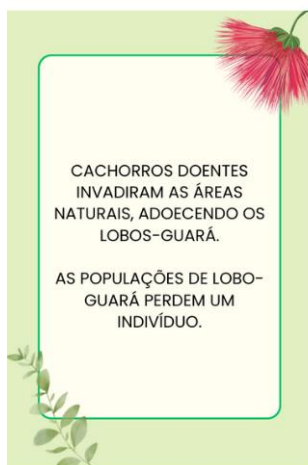 CACHORROS DOENTES
INVADIRAM AS ÁREAS
NATURAIS, ADOECENDO OS
LOBOS-GUARÁ.
AS POPULAÇÕES DE LOBO-
GUARÁ PERDEM UM
INDIVÍDUO.